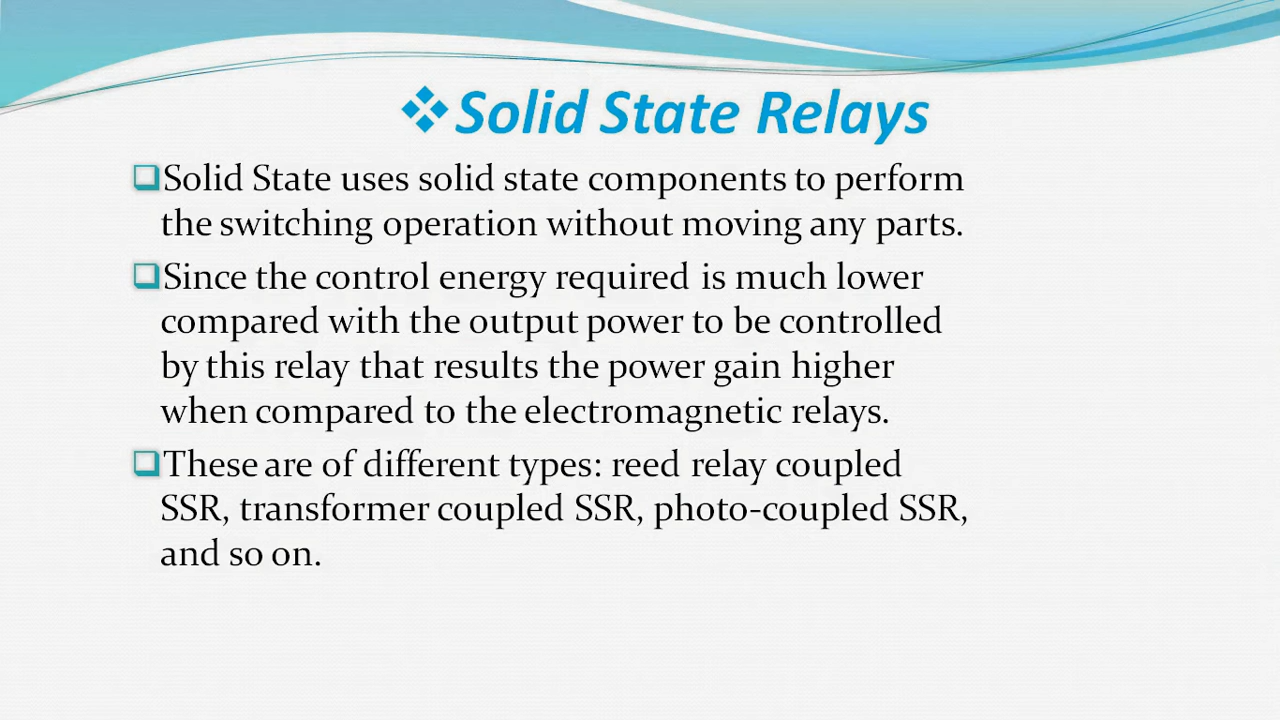 ❖Solid State Relays
❑Solid State uses solid state components to perform
the switching operation without moving any parts.
❑Since the control energy required is much lower
compared with the output power to be controlled
by this relay that results the power gain higher
when compared to the electromagnetic relays.
❑These are of different types: reed relay coupled
SSR, transformer coupled SSR, photo-coupled SSR,
and so on.